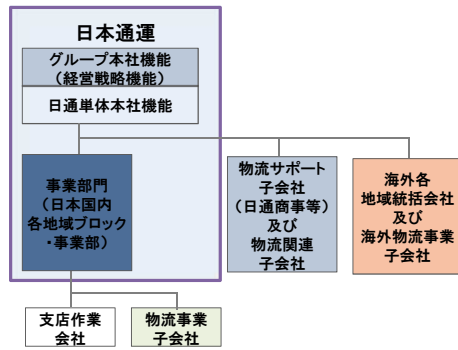 日本通運
グループ本社機能
（経営戦略機能）
日通単体本社機能
事業部門
（日本国内
各地域ブロック
・事業部）
物流サポート
子会社
（日通商事等）
及び
物流関連
子会社
海外各
地域統括会社
及び
海外物流事業
子会社
支店作業
会社
物流事業
子会社